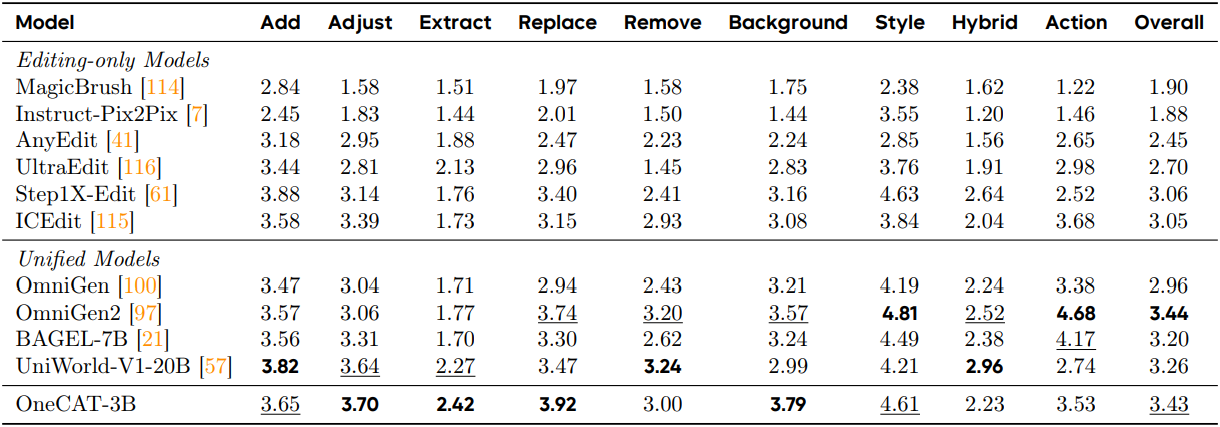 Model Add Adjust Extract Replace Remove Background Style Hybrid Action Overall
Editing-only Models
MagicBrush [114] 2.84 1.58 1.51 1.97 1.58 1.75 2.38 1.62 1.22 1.90
Instruct-Pix2Pix [7] 2.45 1.83 1.44 2.01 1.50 1.44 3.55 1.20 1.46 1.88
AnyEdit [41] 3.18 2.95 1.88 2.47 2.23 2.24 2.85 1.56 2.65 2.45
UltraEdit [116] 3.44 2.81 2.13 2.96 1.45 2.83 3.76 1.91 2.98 2.70
Step1X-Edit [61] 3.88 3.14 1.76 3.40 2.41 3.16 4.63 2.64 2.52 3.06
ICEdit [115] 3.58 3.39 1.73 3.15 2.93 3.08 3.84 2.04 3.68 3.05
Unified Models
OmniGen [100] 3.47 3.04 1.71 2.94 2.43 3.21 4.19 2.24 3.38 2.96
OmniGen2 [97] 3.57 3.06 1.77 3.74 3.20 3.57 4.81 2.52 4.68 3.44
BAGEL-7B [21] 3.56 3.31 1.70 3.30 2.62 3.24 4.49 2.38 4.17 3.20
UniWorld-V1-20B [57] 3.82 3.64 2.27 3.47 3.24 2.99 4.21 2.96 2.74 3.26
OneCAT-3B 3.65 3.70 2.42 3.92 3.00 3.79 4.61 2.23 3.53 3.43